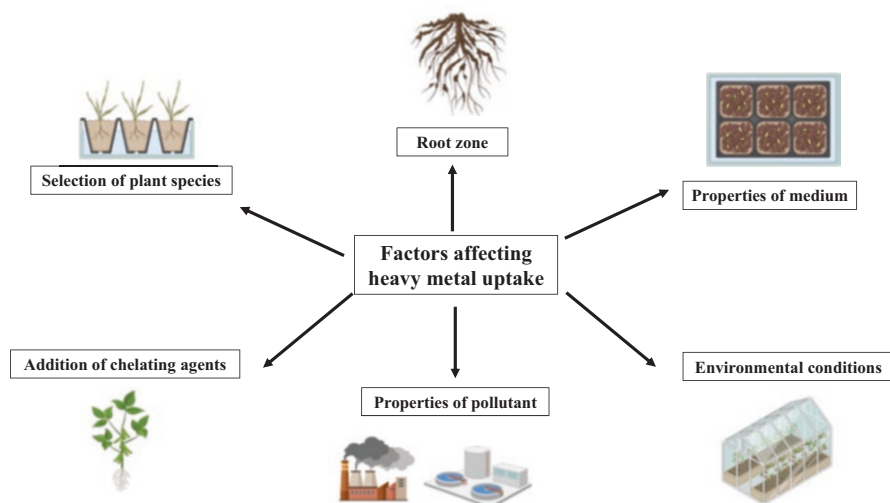 Root zone
Selection of plant species
Properties of medium
Factors affecting
heavy metal uptake
Addition of chelating agents
Environmental conditions
Properties of pollutant